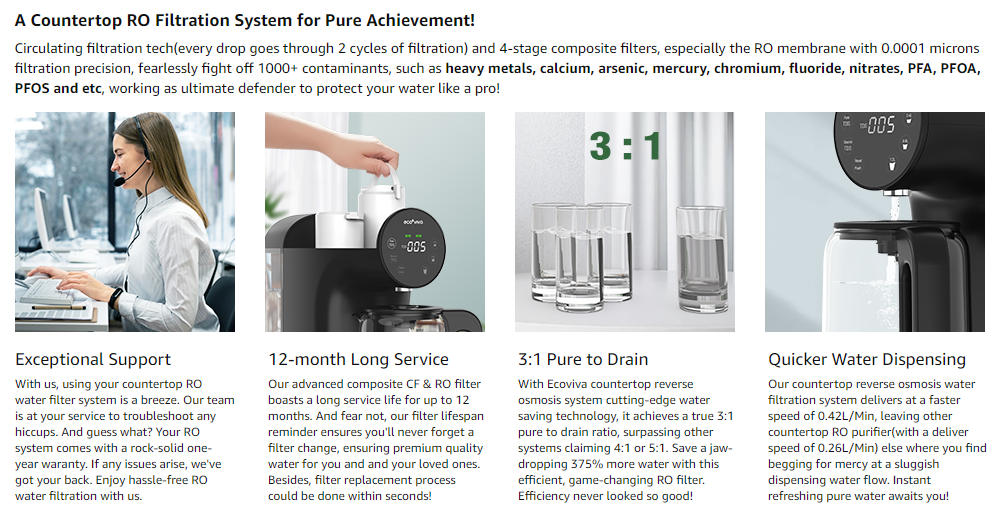 A Countertop RO Filtration System for Pure Achievement!
Circulating filtration tech(every drop goes through 2 cycles of filtration) and 4-stage composite filters, especially the RO membrane with 0.0001 microns
filtration precision, fearlessly fight off 1000+ contaminants, such as heavy metals, calcium, arsenic, mercury, chromium, fluoride, nitrates, PFA, PFOA,
PFOS and etc, working as ultimate defender to protect your water like a pro!
ecoviva
TDS 005
3 : 1
TDS 005
Exceptional Support
With us, using your countertop RO
water filter system is a breeze. Our team
is at your service to troubleshoot any
hiccups. And guess what? Your RO
system comes with a rock-solid one-
year waranty. If any issues arise, we've
got your back. Enjoy hassle-free RO
water filtration with us.
12-month Long Service
Our advanced composite CF & RO filter
boasts a long service life for up to 12
months. And fear not, our filter lifespan
reminder ensures you'll never forget a
filter change, ensuring premium quality
water for you and and your loved ones.
Besides, filter replacement process
could be done within seconds!
3:1 Pure to Drain
With Ecoviva countertop reverse
osmosis system cutting-edge water
saving technology, it achieves a true 3:1
pure to drain ratio, surpassing other
systems claiming 4:1 or 5:1. Save a jaw-
dropping 375% more water with this
efficient, game-changing RO filter.
Efficiency never looked so good!
Quicker Water Dispensing
Our countertop reverse osmosis water
filtration system delivers at a faster
speed of 0.42L/Min, leaving other
countertop RO purifier(with a deliver
speed of 0.26L/Min) else where you find
begging for mercy at a sluggish
dispensing water flow. Instant
refreshing pure water awaits you!